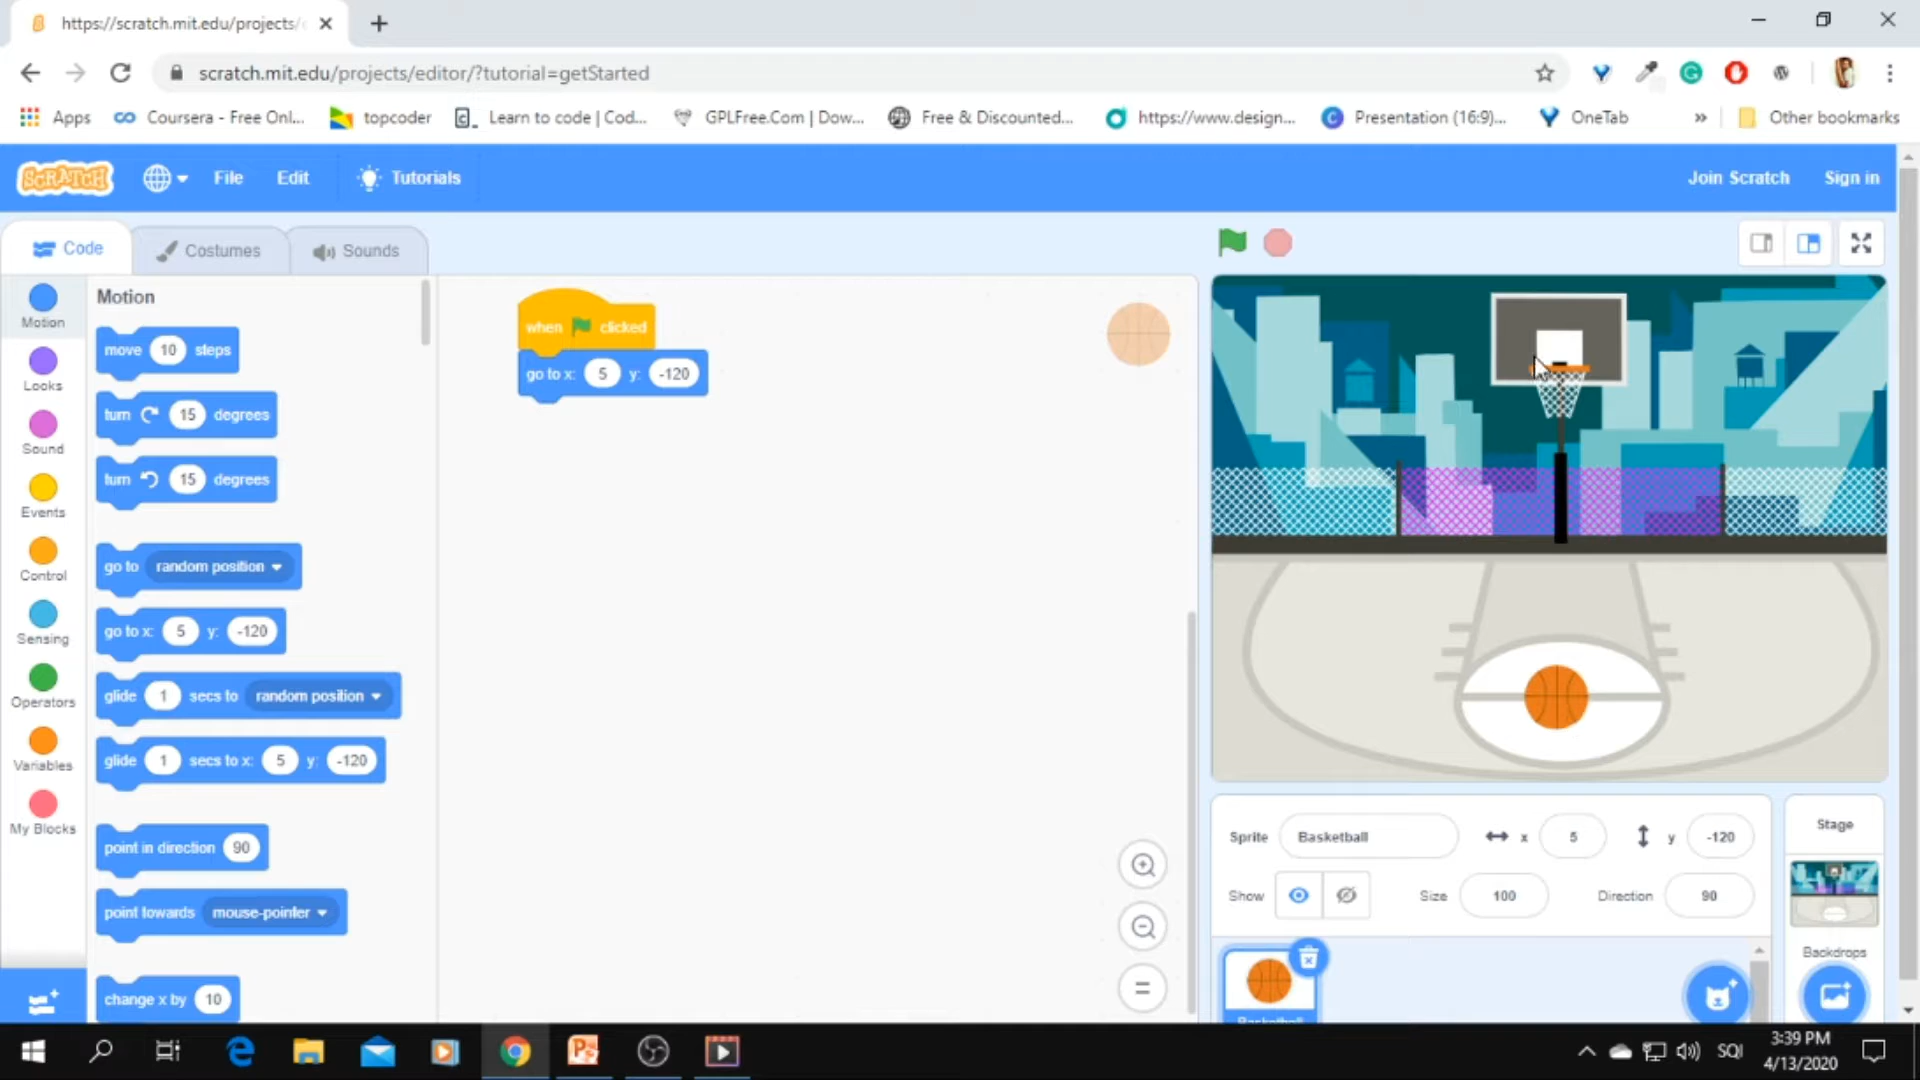 https://scratch.mit.edu/projects/
scratch.mit.edu/projects/editor/?tutorial=getStarted
Apps
Coursera - Free Onl...
topcoder
Learn to code | Cod...
GPLFree.Com | Dow...
Free & Discounted...
https://www.design...
Presentation (16:9)...
OneTab
»
Other bookmarks
SCRATCH
File
Edit
Tutorials
Join Scratch
Sign in
Code
Costumes
Sounds
Motion
Looks
Sound
Events
Control
Sensing
Operators
Variables
My Blocks
Motion
move 10 steps
turn 15 degrees
turn 15 degrees
go to random position
go to x: 5 y: -120
glide 1 secs to random position
glide 1 secs to x: 5 y: -120
point in direction 90
point towards mouse-pointer
change x by 10
when clicked
go to x: 5 y: -120
Sprite Basketball x 5 y -120
Show Size 100 Direction 90
Basketball
Stage
Backdrops
SQI
3:39 PM
4/13/2020